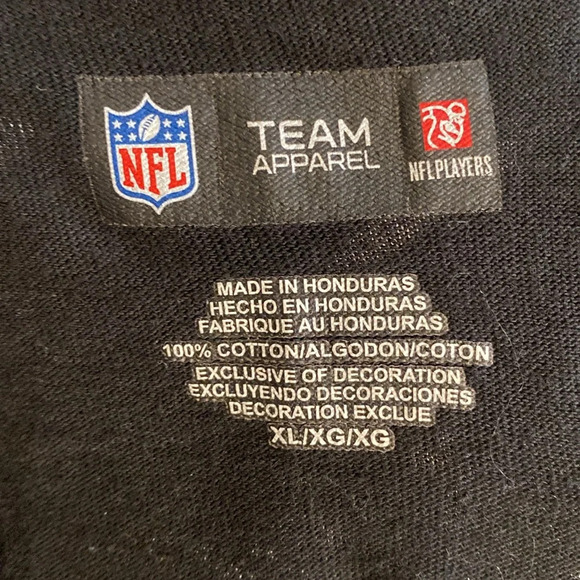 NFL
TEAM
APPAREL
NFLPLAYERS
MADE IN HONDURAS
HECHO EN HONDURAS
FABRIQUE AU HONDURAS
100% COTTON/ALGODON/COTON
EXCLUSIVE OF DECORATION
EXCLUYENDO DECORACIONES
DECORATION EXCLUE
XL/XG/XG